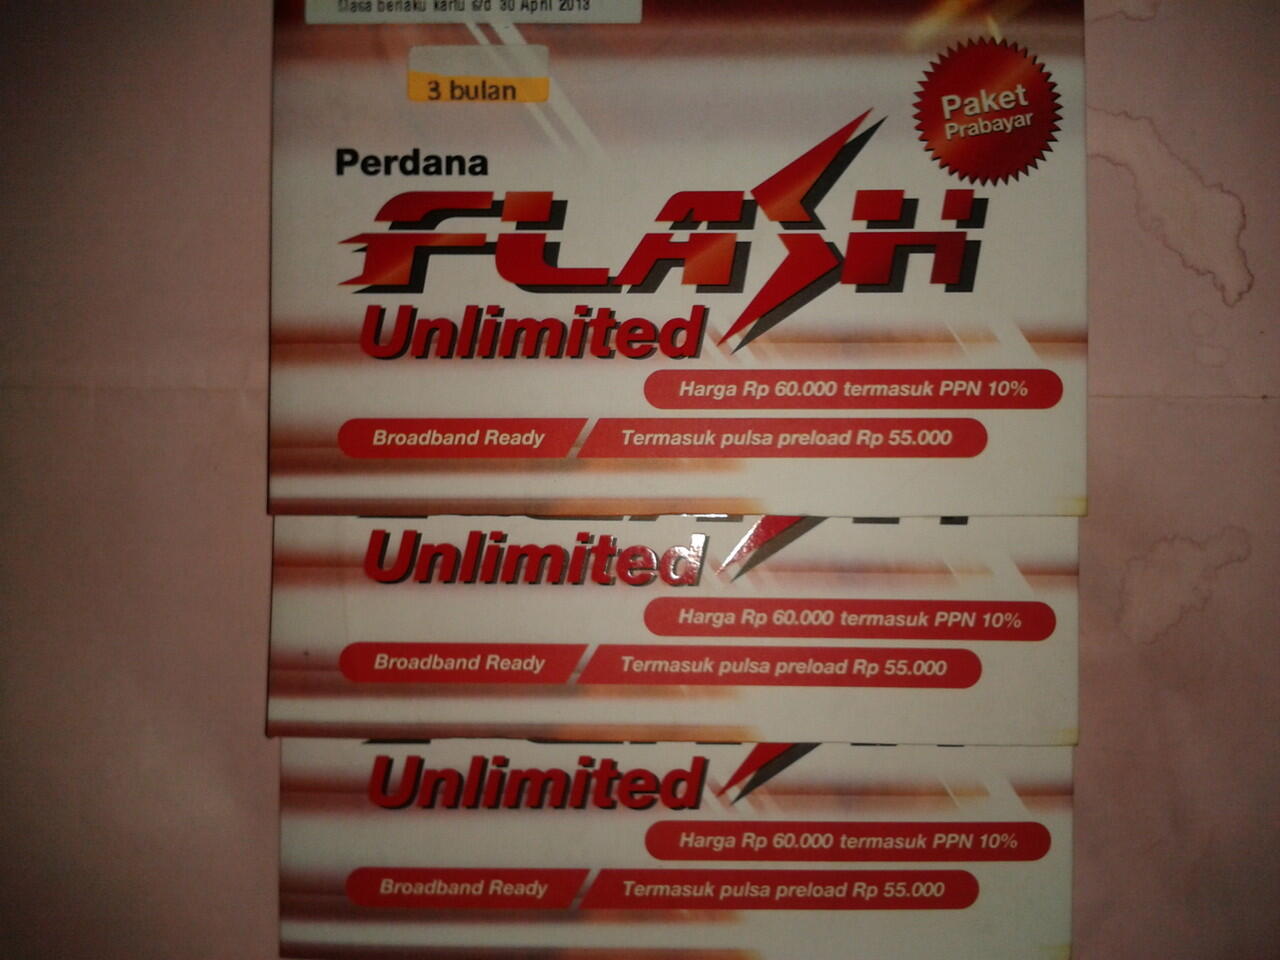 Masa berlaku kartu s/d 30 April 2013
3 bulan
Paket
Prabayar
Perdana
FLASH
Unlimited
Harga Rp 60.000 termasuk PPN 10%
Broadband Ready
Termasuk pulsa preload Rp 55.000
Unlimited
Harga Rp 60.000 termasuk PPN 10%
Broadband Ready
Termasuk pulsa preload Rp 55.000
Unlimited
Harga Rp 60.000 termasuk PPN 10%
Broadband Ready
Termasuk pulsa preload Rp 55.000